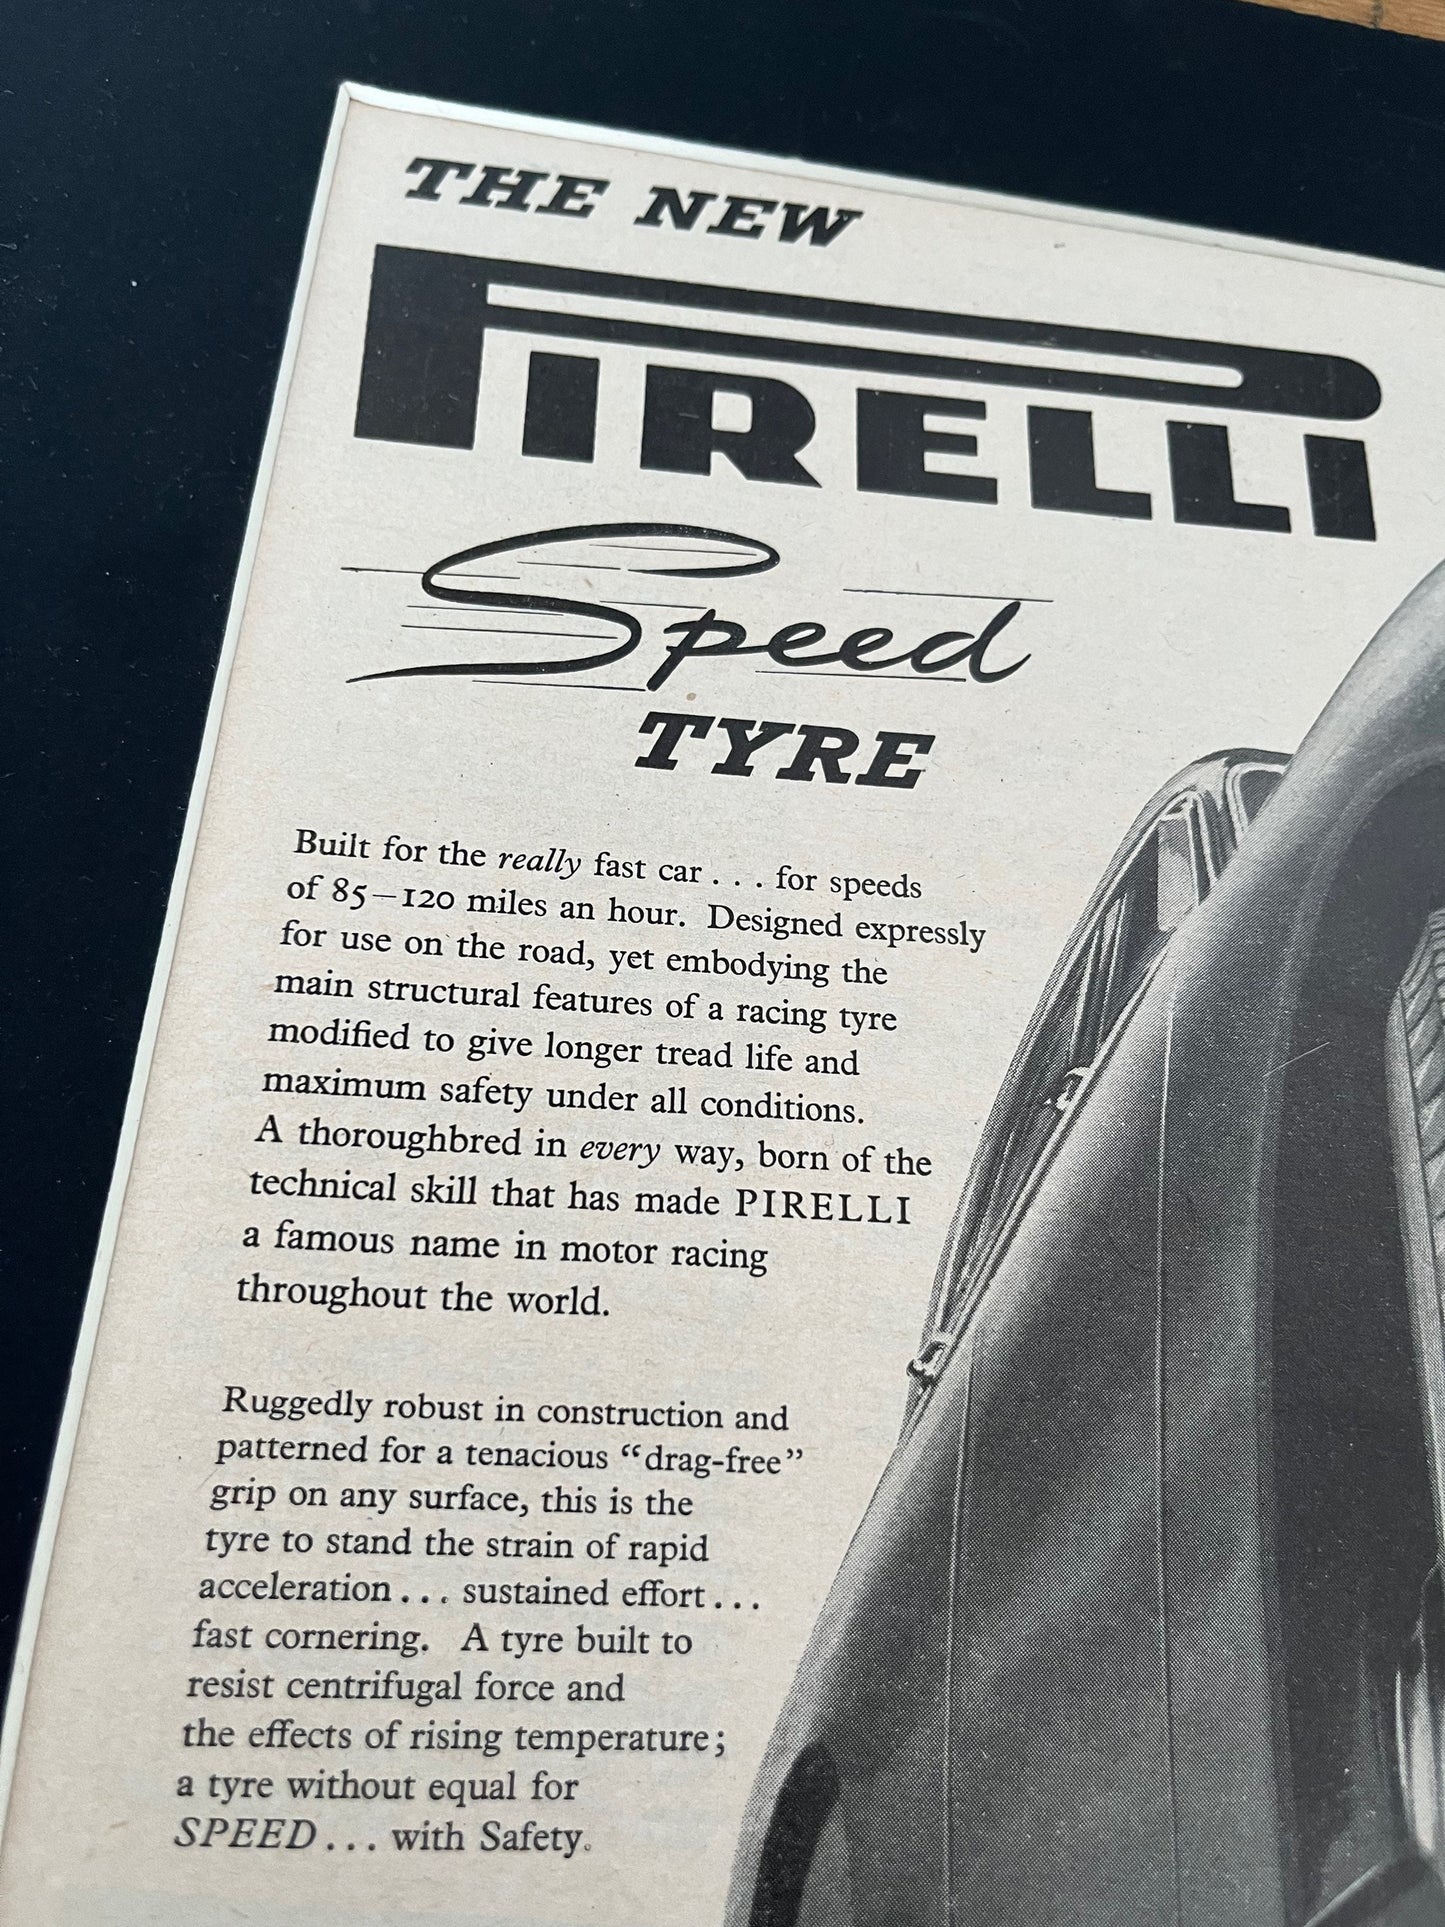 THE NEW
PIRELLI
Speed
TYRE
Built for the really fast car . . . for speeds
of 85–120 miles an hour. Designed expressly
for use on the road, yet embodying the
main structural features of a racing tyre
modified to give longer tread life and
maximum safety under all conditions.
A thoroughbred in every way, born of the
technical skill that has made PIRELLI
a famous name in motor racing
throughout the world.
Ruggedly robust in construction and
patterned for a tenacious “drag-free”
grip on any surface, this is the
tyre to stand the strain of rapid
acceleration . . . sustained effort . . .
fast cornering. A tyre built to
resist centrifugal force and
the effects of rising temperature;
a tyre without equal for
SPEED . . . with Safety.